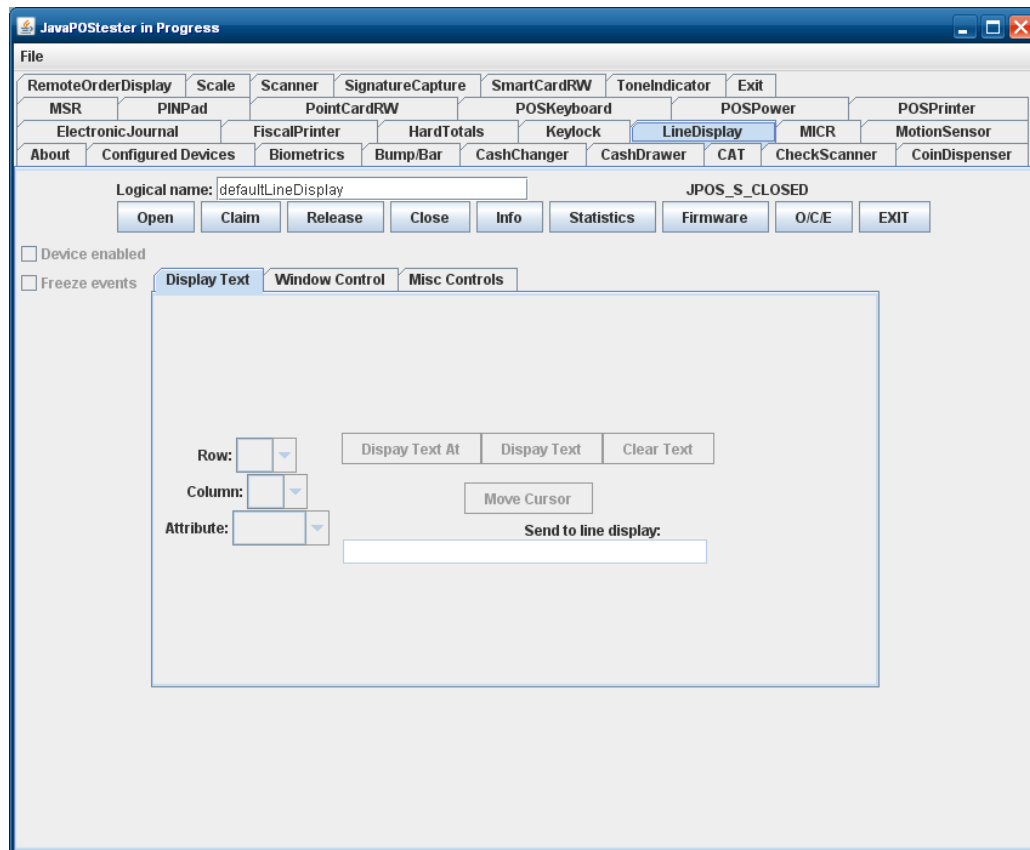 JavaPOStester in Progress
File
RemoteOrderDisplay Scale Scanner SignatureCapture SmartCardRW ToneIndicator Exit
MSR PINPad PointCardRW POSKeyboard POSPower POSPrinter
ElectronicJournal FiscalPrinter HardTotals Keylock LineDisplay MICR MotionSensor
About Configured Devices Biometrics Bump/Bar CashChanger CashDrawer CAT CheckScanner CoinDispenser
Logical name: defaultLineDisplay JPOS_S_CLOSED
Open Claim Release Close Info Statistics Firmware O/C/E EXIT
Device enabled
Freeze events
Display Text Window Control Misc Controls
Row: Dispay Text At Dispay Text Clear Text
Column: Move Cursor
Attribute: Send to line display: